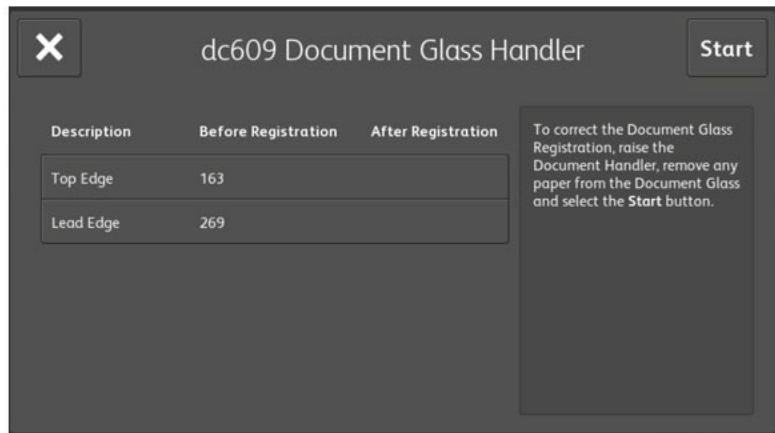 dc609 Document Glass Handler
Start
Description Before Registration After Registration
Top Edge 163
Lead Edge 269
To correct the Document Glass
Registration, raise the
Document Handler, remove any
paper from the Document Glass
and select the Start button.